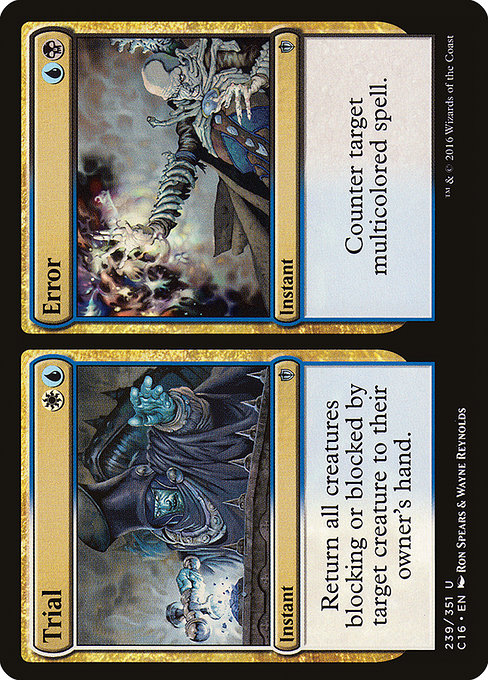 Trial
Instant
Return all creatures
blocking or blocked by
target creature to their
owner's hand.
239/351 U
C16 • EN Ron Spears & Wayne Reynolds
Error
Instant
Counter target
multicolored spell.
™ & © 2016 Wizards of the Coast